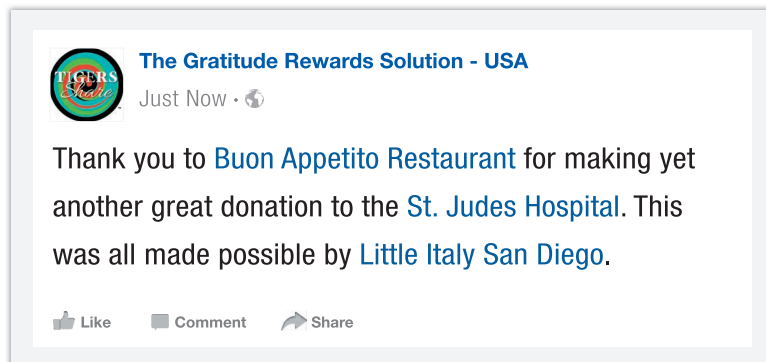 TIGERS
Share
The Gratitude Rewards Solution - USA
Just Now ·
Thank you to Buon Appetito Restaurant for making yet
another great donation to the St. Judes Hospital. This
was all made possible by Little Italy San Diego.
Like Comment Share